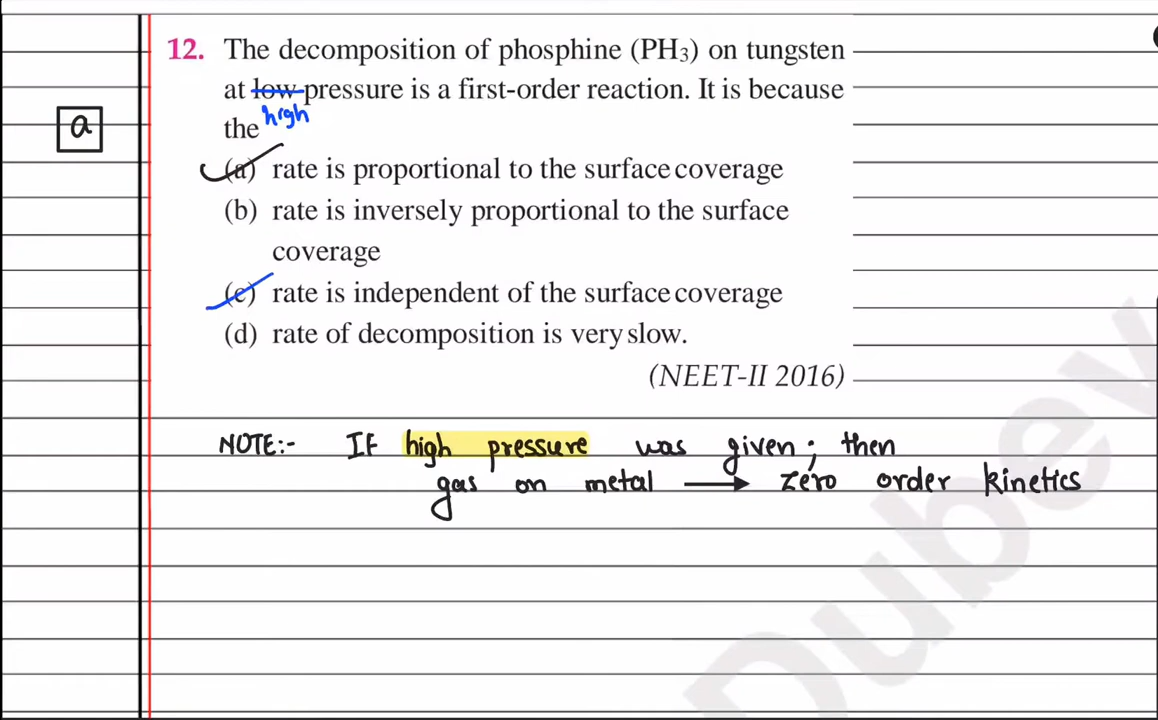 12. The decomposition of phosphine (PH3) on tungsten
at low pressure is a first-order reaction. It is because
the high
a
(a) rate is proportional to the surface coverage
(b) rate is inversely proportional to the surface
coverage
(c) rate is independent of the surface coverage
(d) rate of decomposition is very slow.
(NEET-II 2016)
NOTE:- IF high pressure was given; then
gas on metal → zero order kinetics
Dubey